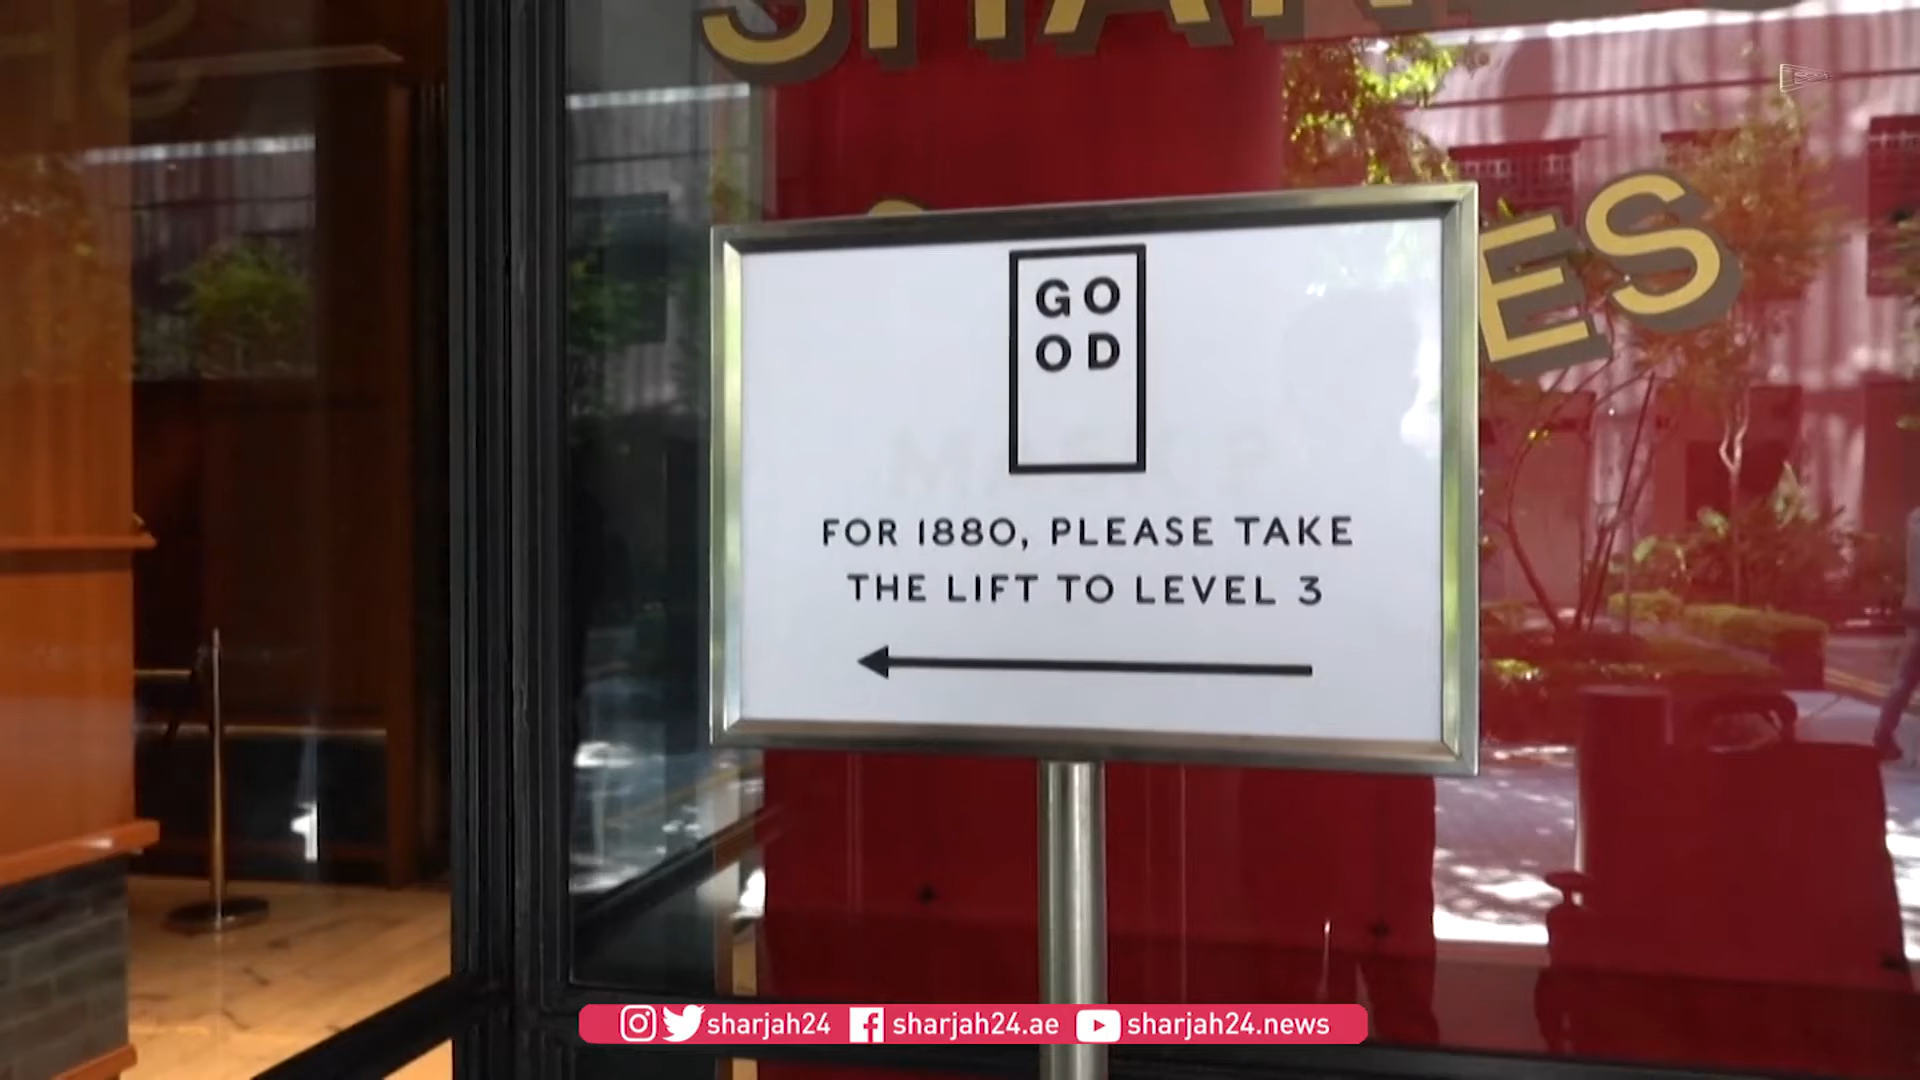 GO
OD
FOR 1880, PLEASE TAKE
THE LIFT TO LEVEL 3
sharjah24 sharjah24.ae sharjah24.news